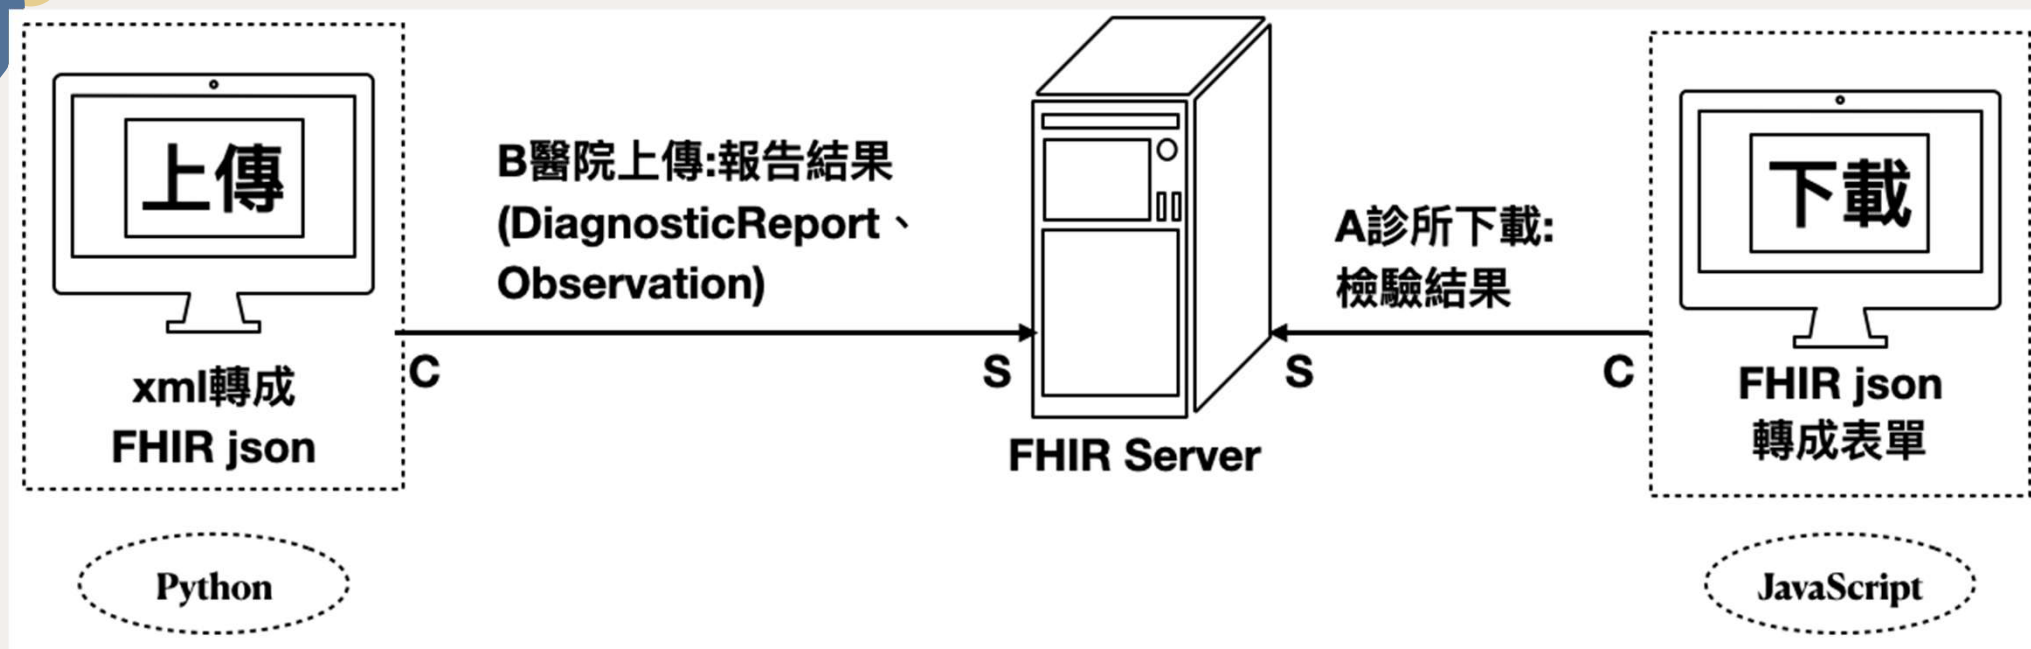 上傳
xml轉成
FHIR json
Python
B醫院上傳:報告結果
(DiagnosticReport、
Observation)
C
S
FHIR Server
A診所下載:
檢驗結果
S
C
下載
FHIR json
轉成表單
JavaScript